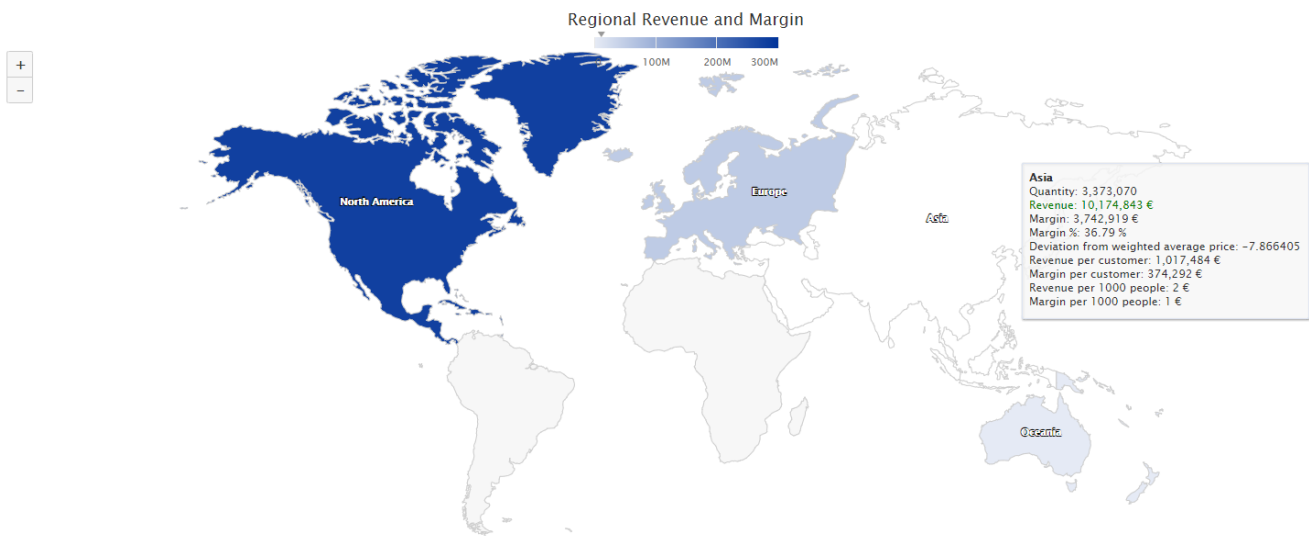 Regional Revenue and Margin
0 100M 200M 300M
+
−
North America
Europe
Asia
Oceania
Asia
Quantity: 3,373,070
Revenue: 10,174,843 €
Margin: 3,742,919 €
Margin %: 36.79 %
Deviation from weighted average price: −7.866405
Revenue per customer: 1,017,484 €
Margin per customer: 374,292 €
Revenue per 1000 people: 2 €
Margin per 1000 people: 1 €